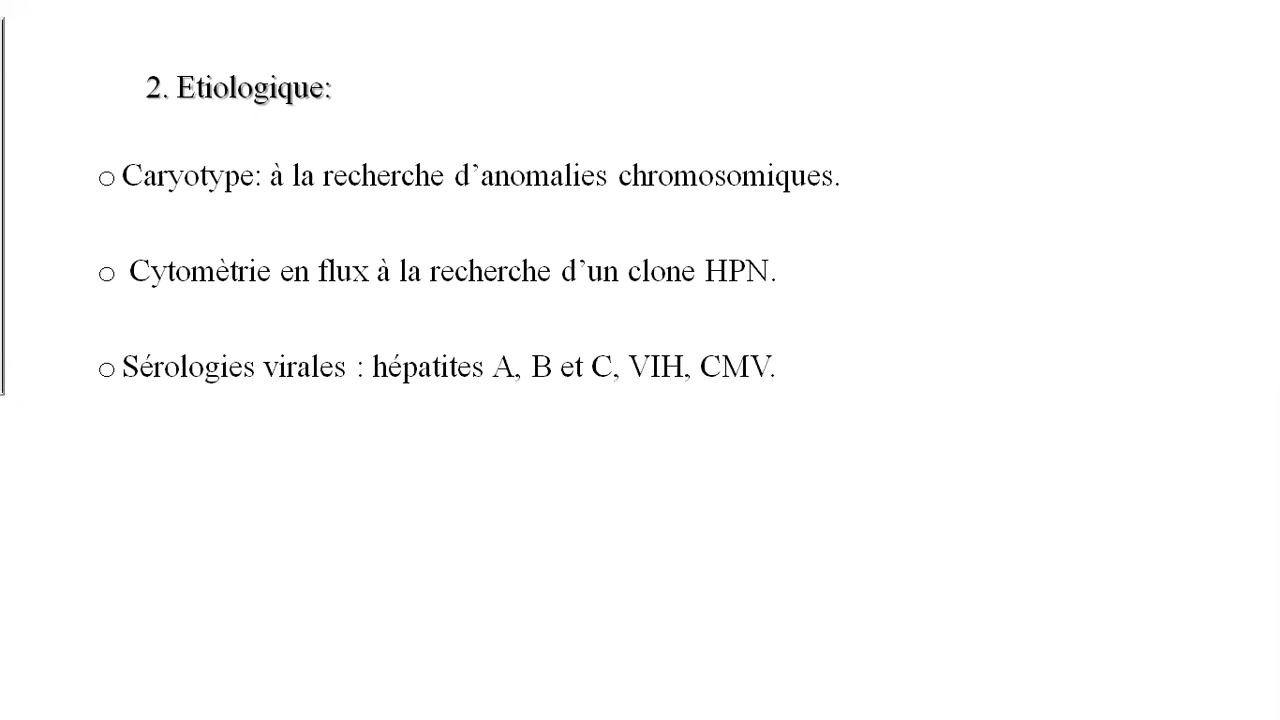 2. Etiologique:
o Caryotype: à la recherche d’anomalies chromosomiques.
o Cytomètrie en flux à la recherche d’un clone HPN.
o Sérologies virales : hépatites A, B et C, VIH, CMV.